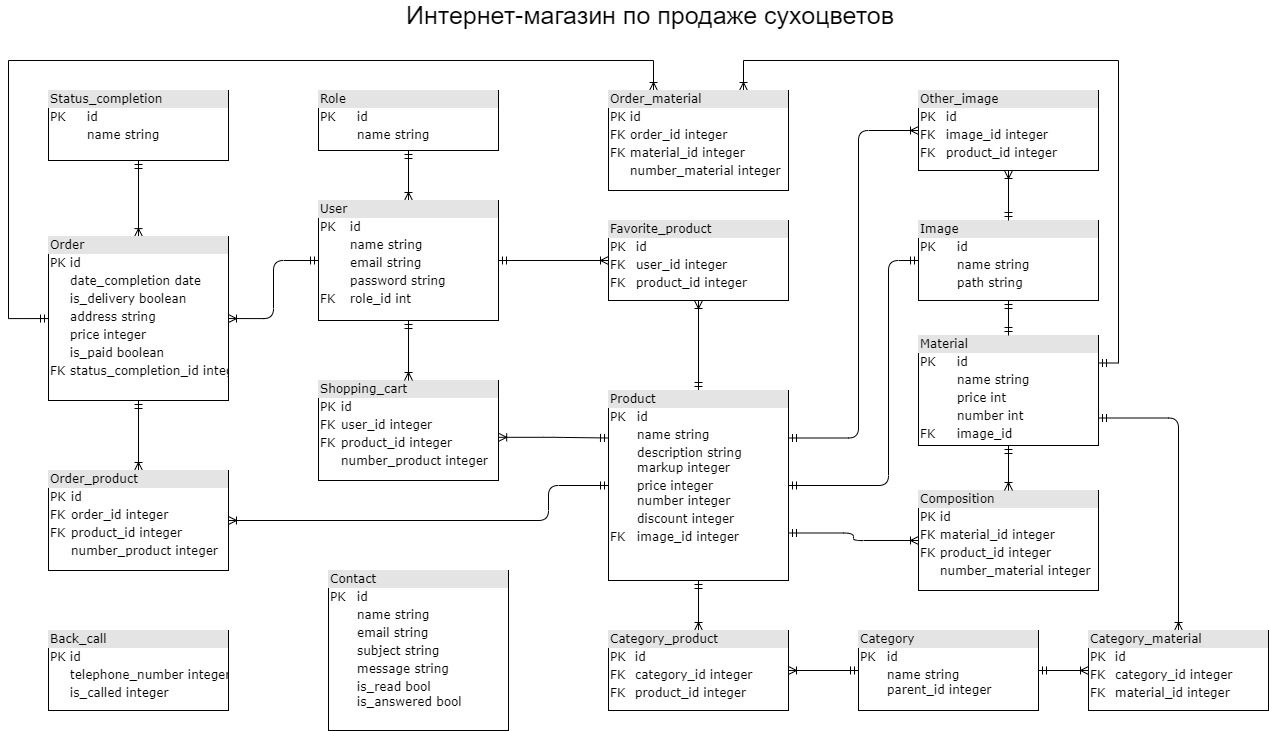 Интернет-магазин по продаже сухоцветов
Status_completion
PK id
name string
Role
PK id
name string
Order_material
PK id
FK order_id integer
FK material_id integer
number_material integer
Other_image
PK id
FK image_id integer
FK product_id integer
Order
PK id
date_completion date
is_delivery boolean
address string
price integer
is_paid boolean
FK status_completion_id inte
User
PK id
name string
email string
password string
FK role_id int
Favorite_product
PK id
FK user_id integer
FK product_id integer
Image
PK id
name string
path string
Material
PK id
name string
price int
number int
FK image_id
Shopping_cart
PK id
FK user_id integer
FK product_id integer
number_product integer
Product
PK id
name string
description string
markup integer
price integer
number integer
discount integer
FK image_id integer
Order_product
PK id
FK order_id integer
FK product_id integer
number_product integer
Composition
PK id
FK material_id integer
FK product_id integer
number_material integer
Contact
PK id
name string
email string
subject string
message string
is_read bool
is_answered bool
Back_call
PK id
telephone_number integer
is_called integer
Category_product
PK id
FK category_id integer
FK product_id integer
Category
PK id
name string
parent_id integer
Category_material
PK id
FK category_id integer
FK material_id integer